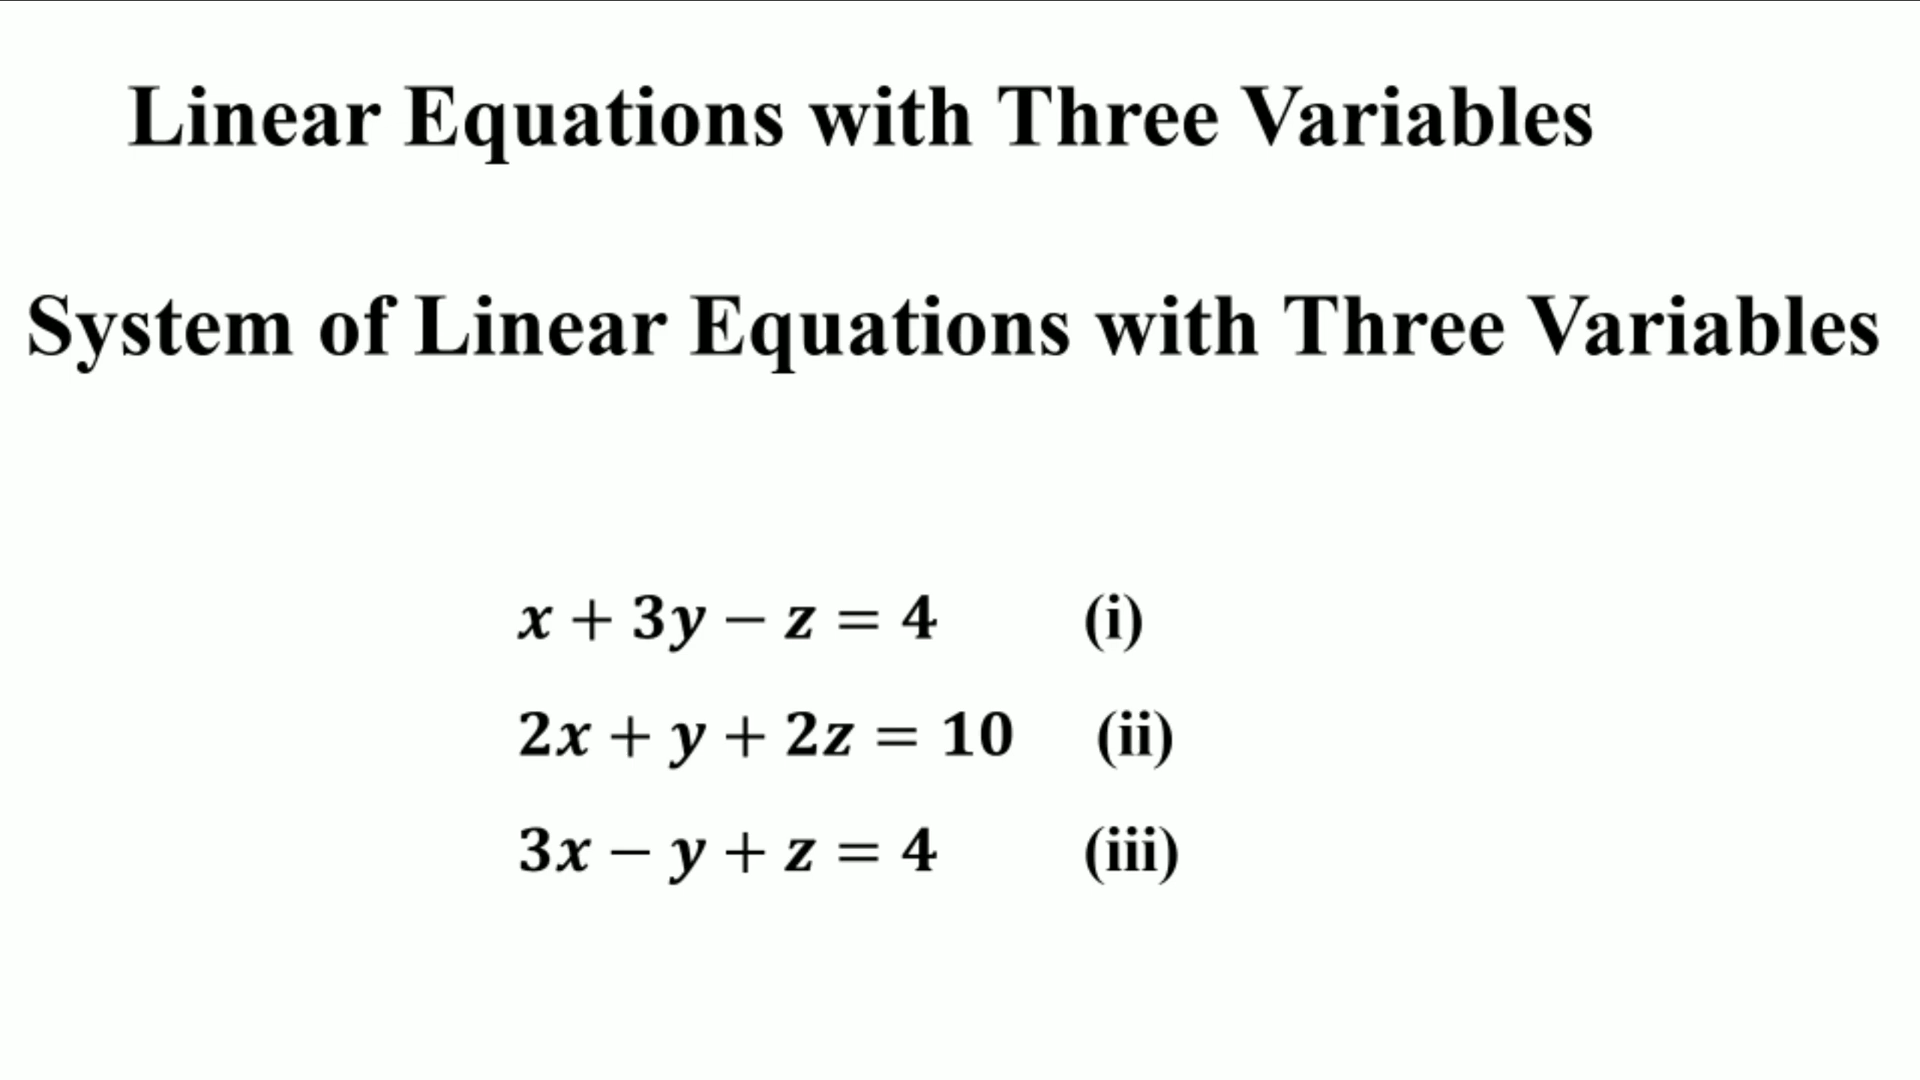 Linear Equations with Three Variables
System of Linear Equations with Three Variables
x + 3y − z = 4 (i)
2x + y + 2z = 10 (ii)
3x − y + z = 4 (iii)